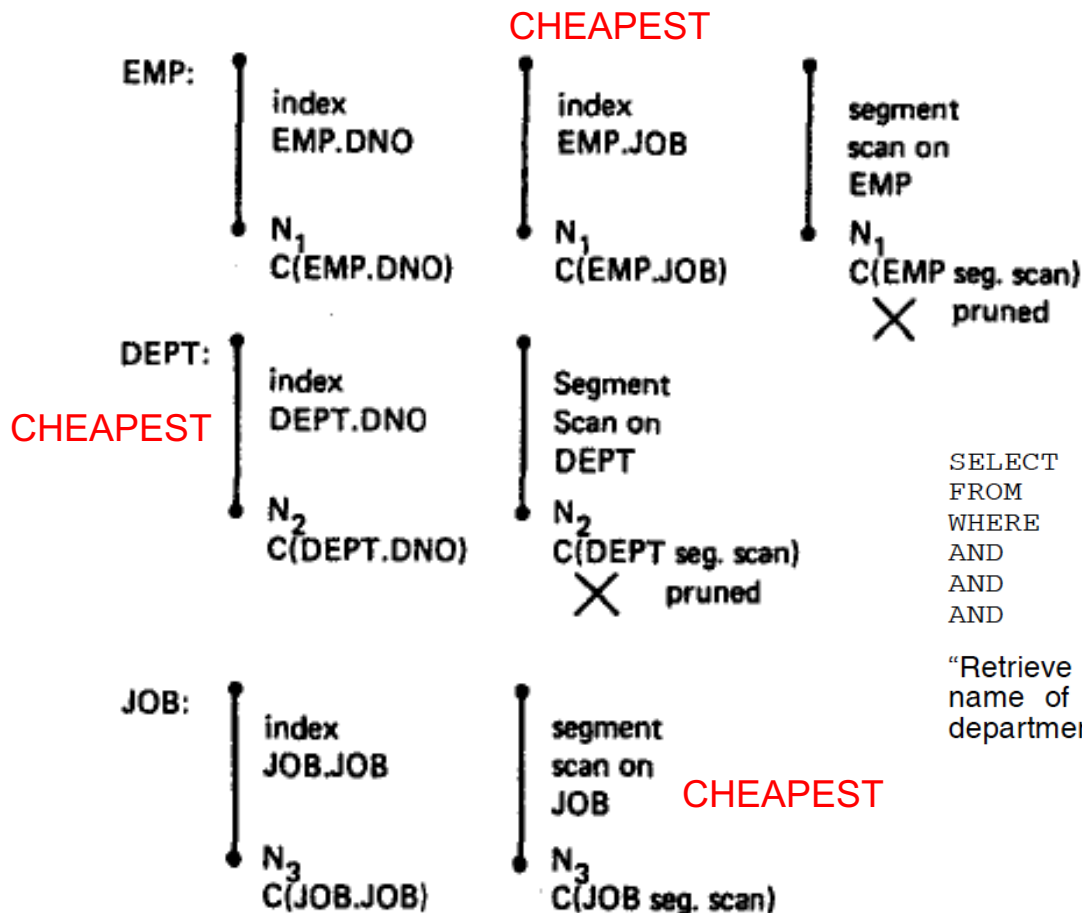 CHEAPEST
EMP:
index
EMP.DNO
N1
C(EMP.DNO)
index
EMP.JOB
N1
C(EMP.JOB)
segment
scan on
EMP
N1
C(EMP seg. scan)
pruned
DEPT:
CHEAPEST
index
DEPT.DNO
N2
C(DEPT.DNO)
Segment
Scan on
DEPT
N2
C(DEPT seg. scan)
pruned
SELECT
FROM
WHERE
AND
AND
AND
“Retrieve
name of
JOB:
index
JOB.JOB
N3
C(JOB.JOB)
segment
scan on
JOB
CHEAPEST
N3
C(JOB seg. scan)